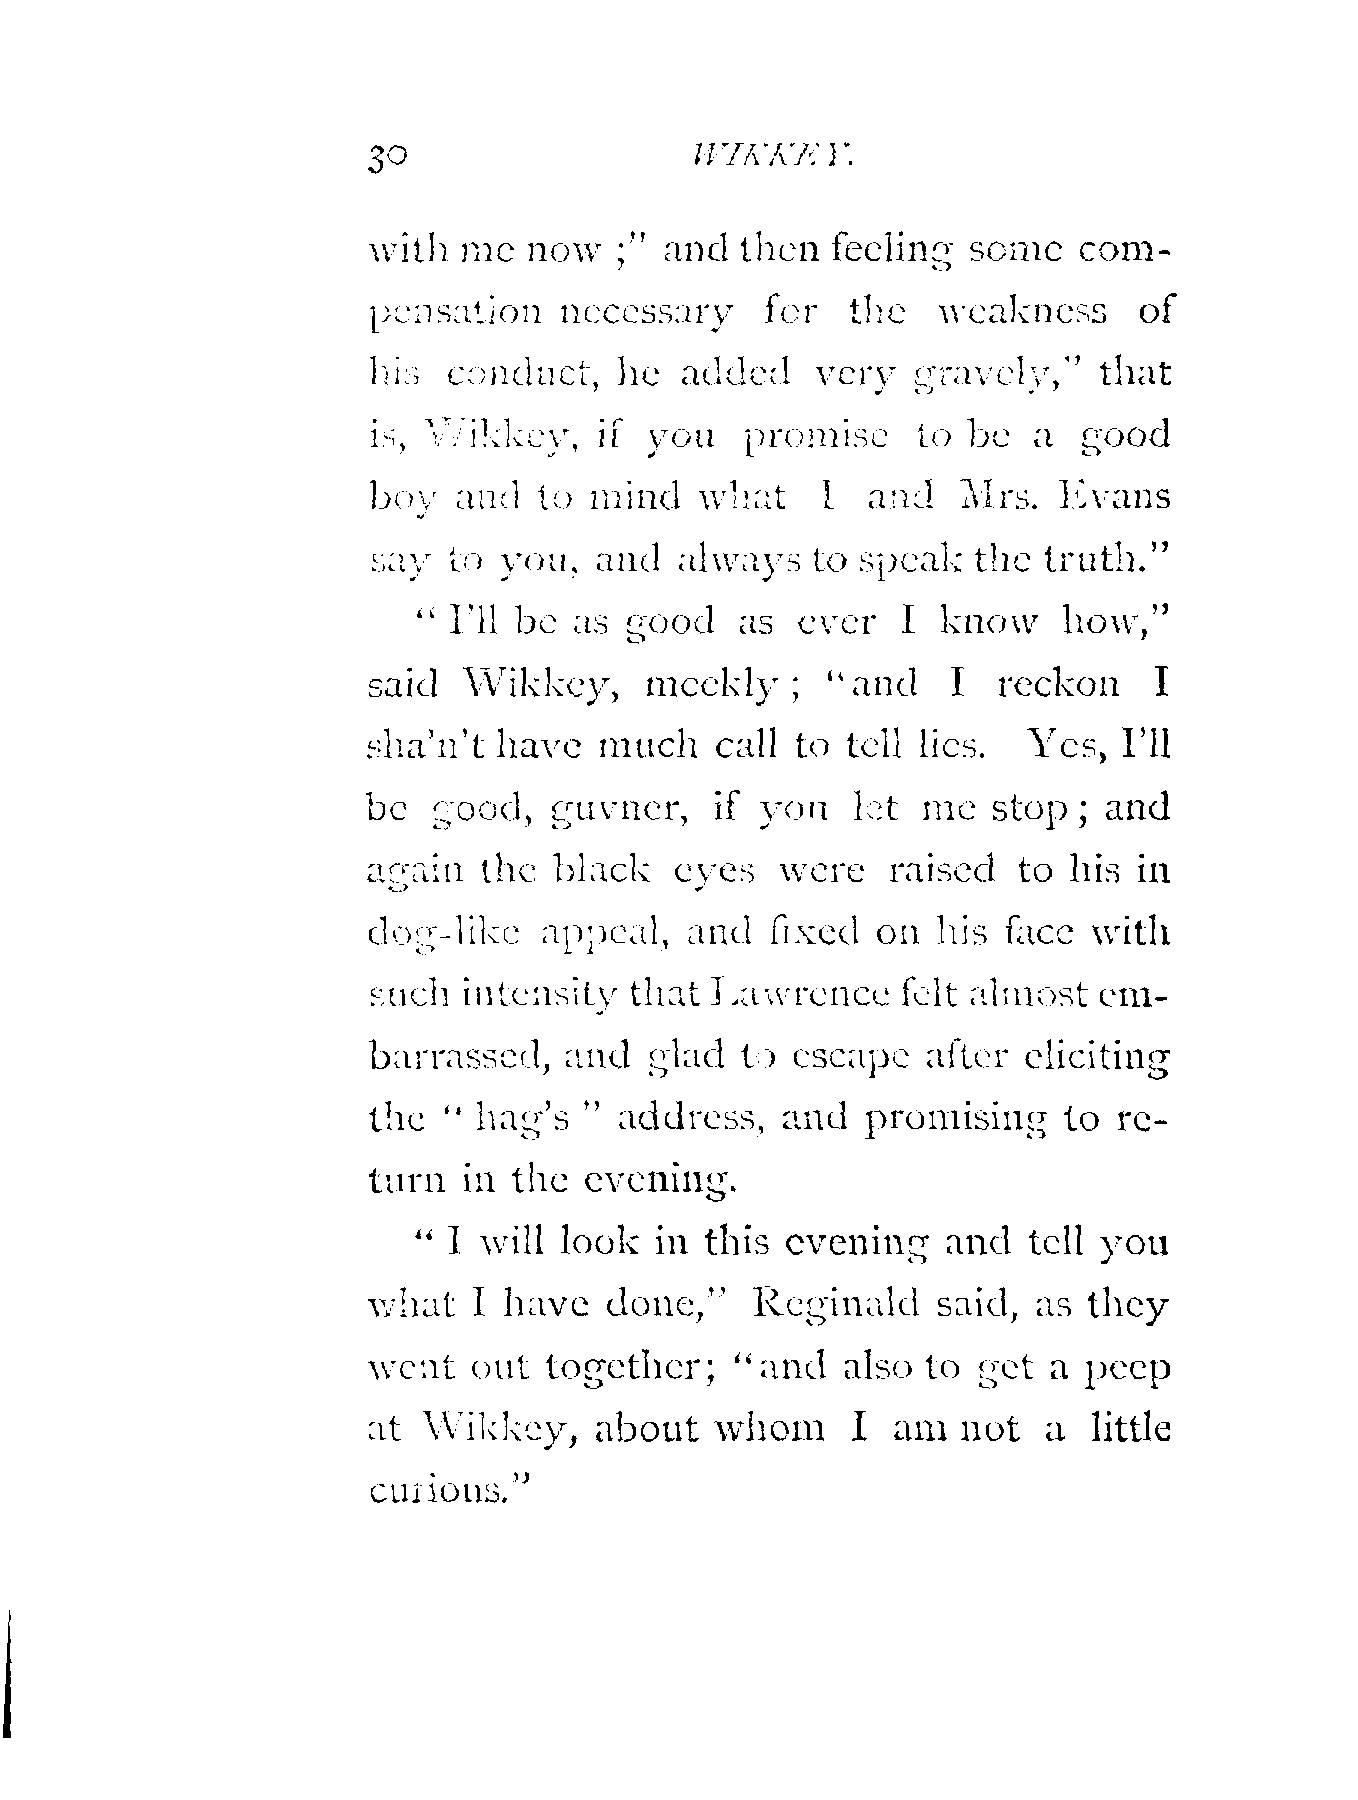 30 WIKKEY.
with me now ;" and then feeling some com-
pensation necessary for the weakness of
his conduct, he added very gravely," that
is, Wikkey, if you promise to be a good
boy and to mind what I and Mrs. Evans
say to you, and always to speak the truth."
" I'll be as good as ever I know how,"
said Wikkey, meekly ; "and I reckon I
sha'n't have much call to tell lies. Yes, I'll
be good, guvner, if you let me stop ; and
again the black eyes were raised to his in
dog-like appeal, and fixed on his face with
such intensity that Lawrence felt almost em-
barrassed, and glad to escape after eliciting
the " hag's " address, and promising to re-
turn in the evening.
" I will look in this evening and tell you
what I have done," Reginald said, as they
went out together; "and also to get a peep
at Wikkey, about whom I am not a little
curious."